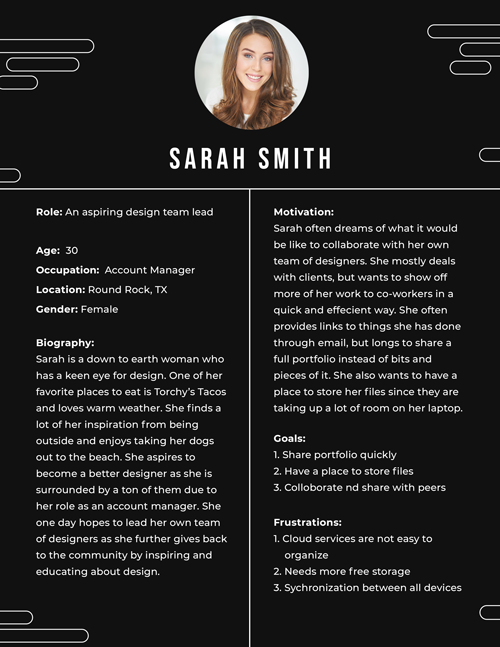 SARAH SMITH
Role: An aspiring design team lead
Age: 30
Occupation: Account Manager
Location: Round Rock, TX
Gender: Female
Biography:
Sarah is a down to earth woman who
has a keen eye for design. One of her
favorite places to eat is Torchy's Tacos
and loves warm weather. She finds a
lot of her inspiration from being
outside and enjoys taking her dogs
out to the beach. She aspires to
become a better designer as she is
surrounded by a ton of them due to
her role as an account manager. She
one day hopes to lead her own team
of designers as she further gives back
to the community by inspiring and
educating about design.
Motivation:
Sarah often dreams of what it would
be like to collaborate with her own
team of designers. She mostly deals
with clients, but wants to show off
more of her work to co-workers in a
quick and effecient way. She often
provides links to things she has done
through email, but longs to share a
full portfolio instead of bits and
pieces of it. She also wants to have a
place to store her files since they are
taking up a lot of room on her laptop.
Goals:
1. Share portfolio quickly
2. Have a place to store files
3. Colloborate nd share with peers
Frustrations:
1. Cloud services are not easy to
organize
2. Needs more free storage
3. Sychronization between all devices